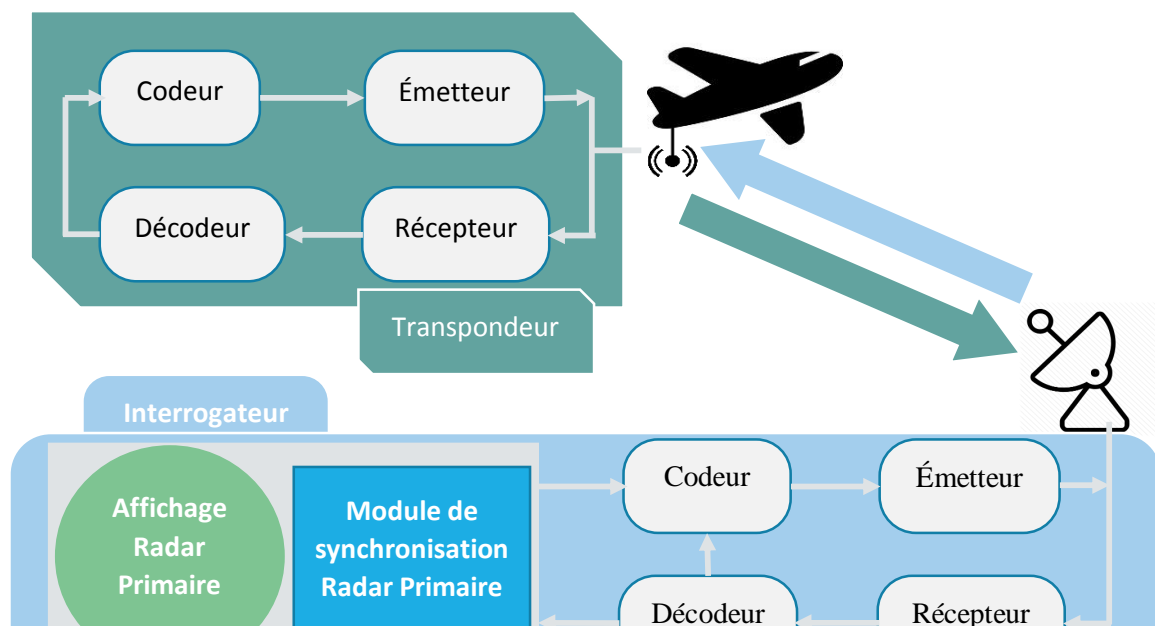 Codeur
Émetteur
Décodeur
Récepteur
Transpondeur
Interrogateur
Affichage
Radar
Primaire
Module de
synchronisation
Radar Primaire
Codeur
Émetteur
Décodeur
Récepteur